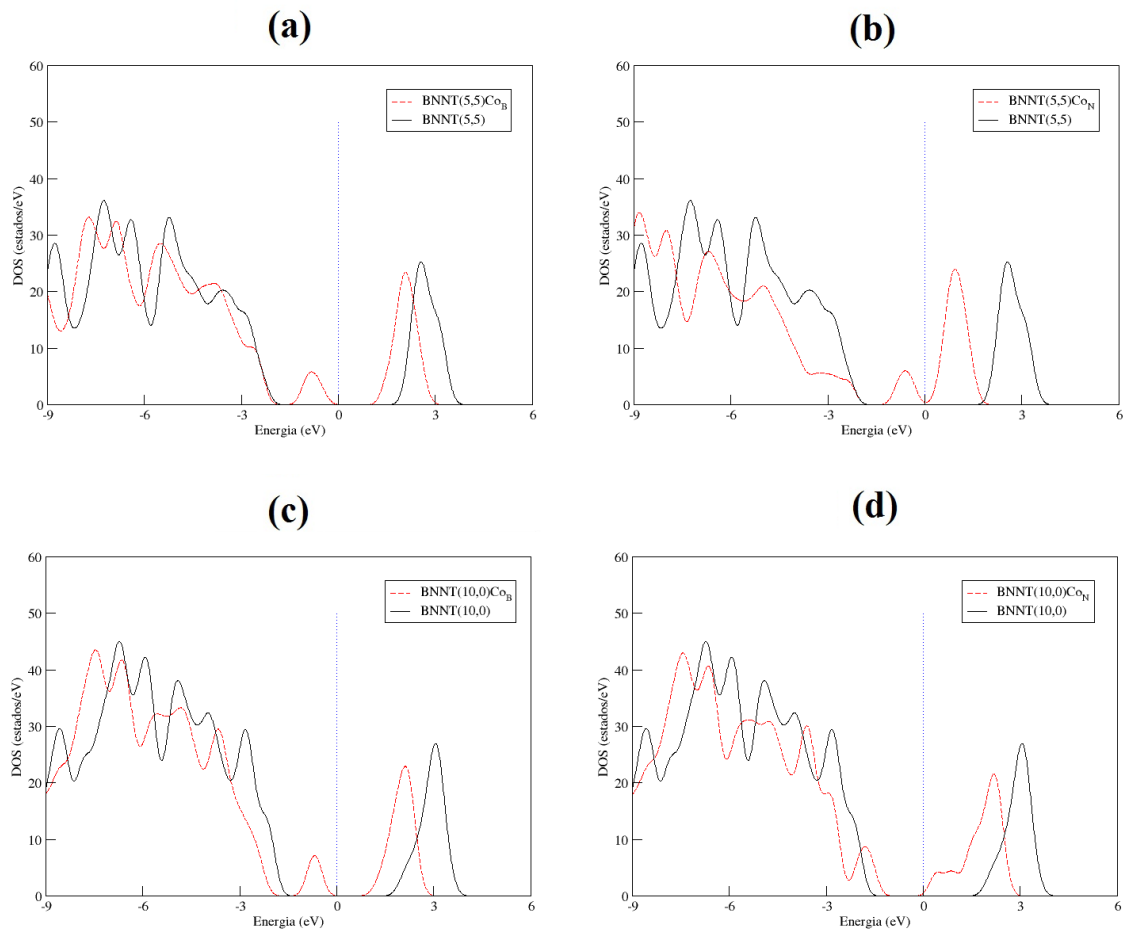 (a)
60
50
40
30
20
10
0
DOS (estados/eV)
-9
-6
-3
0
3
6
Energia (eV)
BNNT(5,5)Co_B
BNNT(5,5)
(b)
60
50
40
30
20
10
0
DOS (estados/eV)
-9
-6
-3
0
3
6
Energia (eV)
BNNT(5,5)Co_N
BNNT(5,5)
(c)
60
50
40
30
20
10
0
DOS (estados/eV)
-9
-6
-3
0
3
6
Energia (eV)
BNNT(10,0)Co_B
BNNT(10,0)
(d)
60
50
40
30
20
10
0
DOS (estados/eV)
-9
-6
-3
0
3
6
Energia (eV)
BNNT(10,0)Co_N
BNNT(10,0)